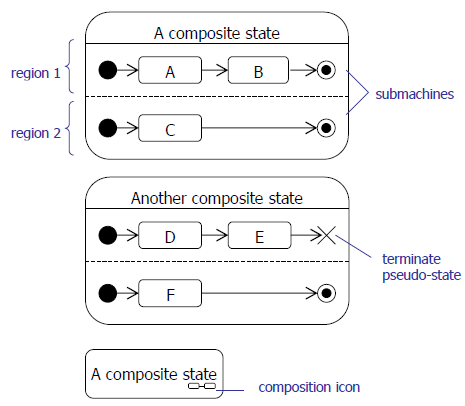 A composite state
region 1
A
B
submachines
region 2
C
Another composite state
D
E
terminate
pseudo-state
F
A composite state
composition icon